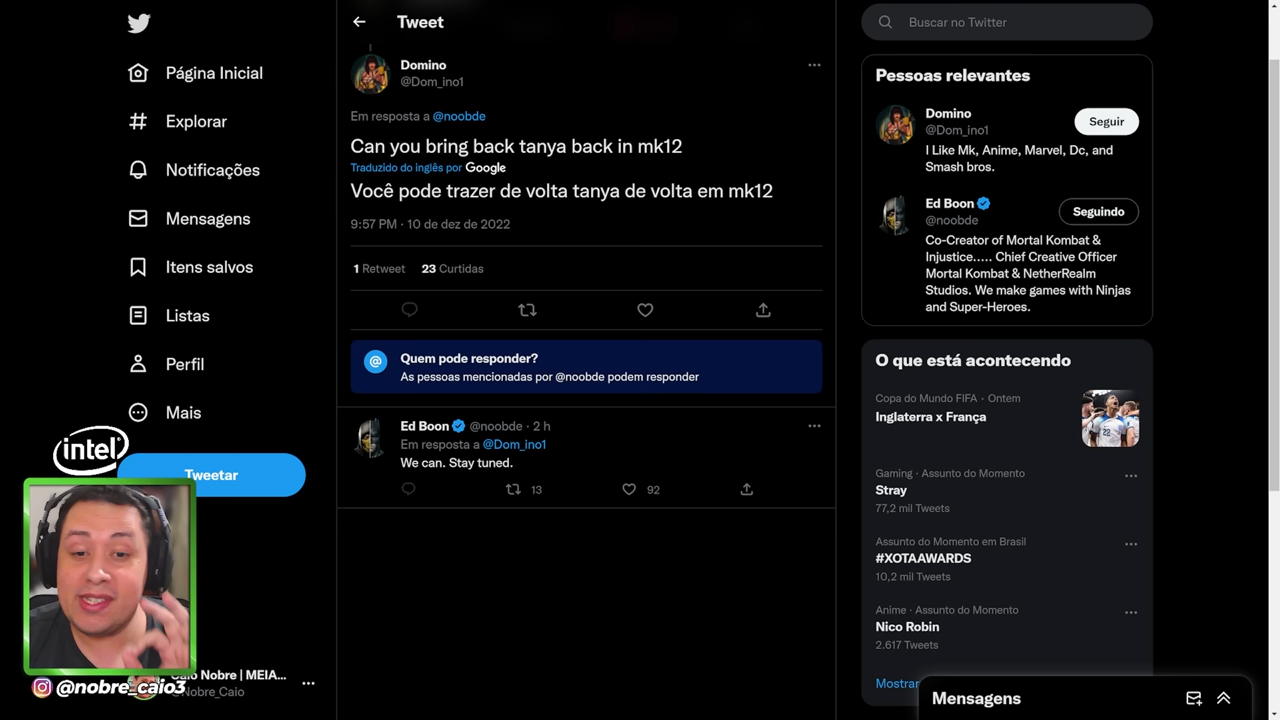 Página Inicial
Explorar
Notificações
Mensagens
Itens salvos
Listas
Perfil
Mais
intel
Tweetar
@nobre_caio3
Caio Nobre | MEIA...
@Nobre_Caio
Tweet
Domino
@Dom_ino1
Em resposta a @noobde
Can you bring back tanya back in mk12
Traduzido do inglês por Google
Você pode trazer de volta tanya de volta em mk12
9:57 PM · 10 de dez de 2022
1 Retweet 23 Curtidas
Quem pode responder?
As pessoas mencionadas por @noobde podem responder
Ed Boon @noobde · 2 h
Em resposta a @Dom_ino1
We can. Stay tuned.
13 92
Buscar no Twitter
Pessoas relevantes
Domino
@Dom_ino1
Seguir
I Like Mk, Anime, Marvel, Dc, and
Smash bros.
Ed Boon
@noobde
Seguindo
Co-Creator of Mortal Kombat &
Injustice..... Chief Creative Officer
Mortal Kombat & NetherRealm
Studios. We make games with Ninjas
and Super-Heroes.
O que está acontecendo
Copa do Mundo FIFA · Ontem
Inglaterra x França
Gaming · Assunto do Momento
Stray
77,2 mil Tweets
Assunto do Momento em Brasil
#XOTAAWARDS
10,2 mil Tweets
Anime · Assunto do Momento
Nico Robin
2.617 Tweets
Mostrar
Mensagens